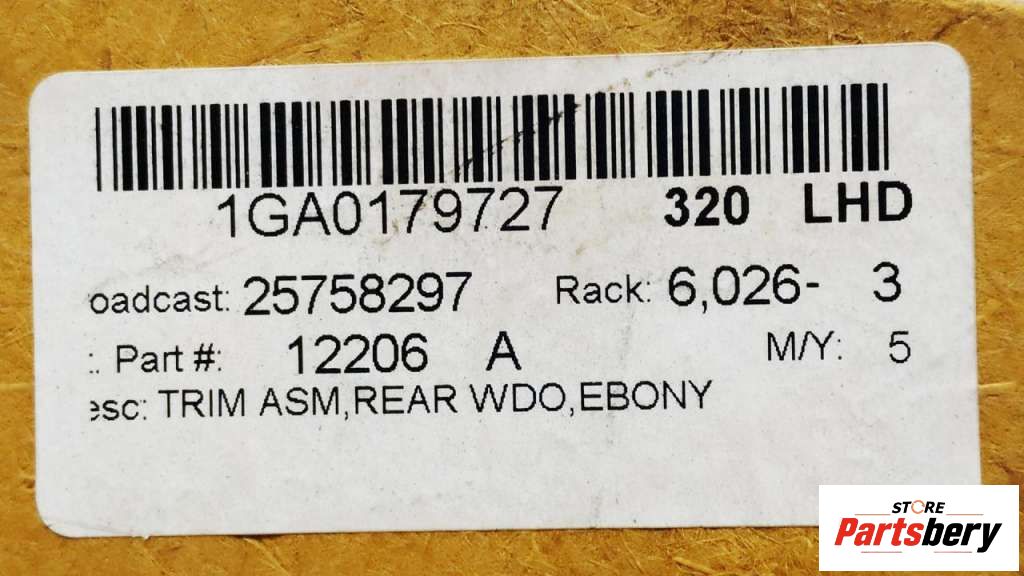 1GA0179727 320 LHD
oadcast: 25758297 Rack: 6,026- 3
.: Part #: 12206 A M/Y: 5
esc: TRIM ASM,REAR WDO,EBONY
STORE
Partsbery